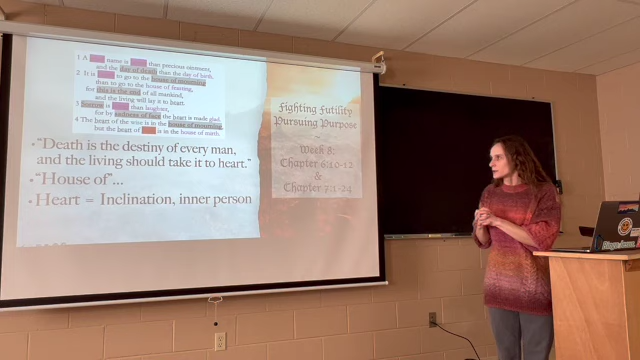 1 A name is than precious ointment,
and the day of death than the day of birth.
2 It is to go to the house of mourning
than to go to the house of feasting,
for this is the end of all mankind,
and the living will lay it to heart.
3 Sorrow is than laughter,
for by sadness of face the heart is made glad.
4 The heart of the wise is in the house of mourning,
but the heart of is in the house of mirth.
• "Death is the destiny of every man,
and the living should take it to heart."
• "House of"...
• Heart = Inclination, inner person
Fighting Futility
Pursuing Purpose
~
Week 8:
Chapter 6:10-12
&
Chapter 7:1-24